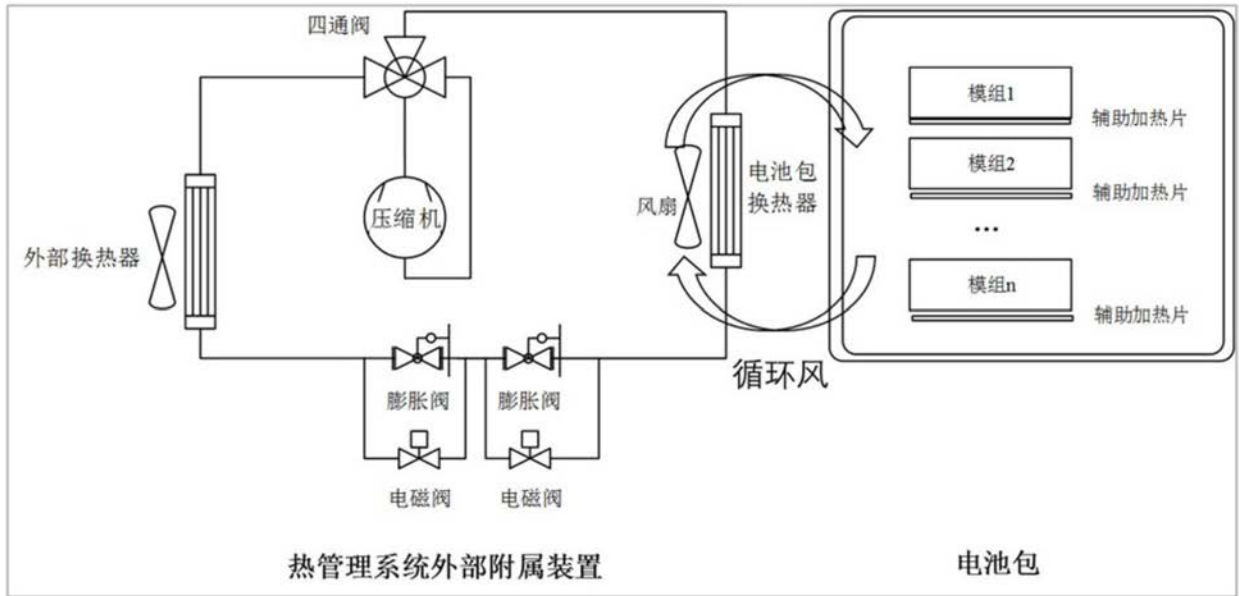 四通阀
模组1
辅助加热片
模组2
辅助加热片
...
模组n
辅助加热片
电池包
换热器
风扇
压缩机
外部换热器
循环风
膨胀阀
膨胀阀
电磁阀
电磁阀
热管理系统外部附属装置
电池包